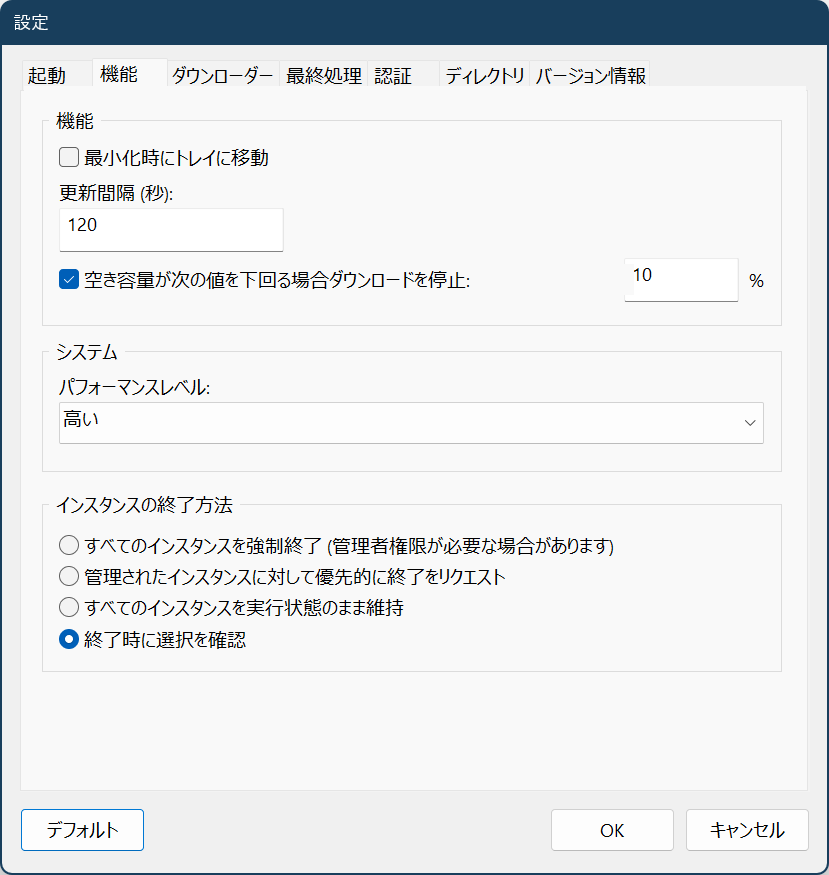 設定
起動 機能 ダウンローダー 最終処理 認証 ディレクトリ バージョン情報
機能
最小化時にトレイに移動
更新間隔 (秒):
120
空き容量が次の値を下回る場合ダウンロードを停止: 10 %
システム
パフォーマンスレベル:
高い
インスタンスの終了方法
すべてのインスタンスを強制終了 (管理者権限が必要な場合があります)
管理されたインスタンスに対して優先的に終了をリクエスト
すべてのインスタンスを実行状態のまま維持
終了時に選択を確認
デフォルト OK キャンセル